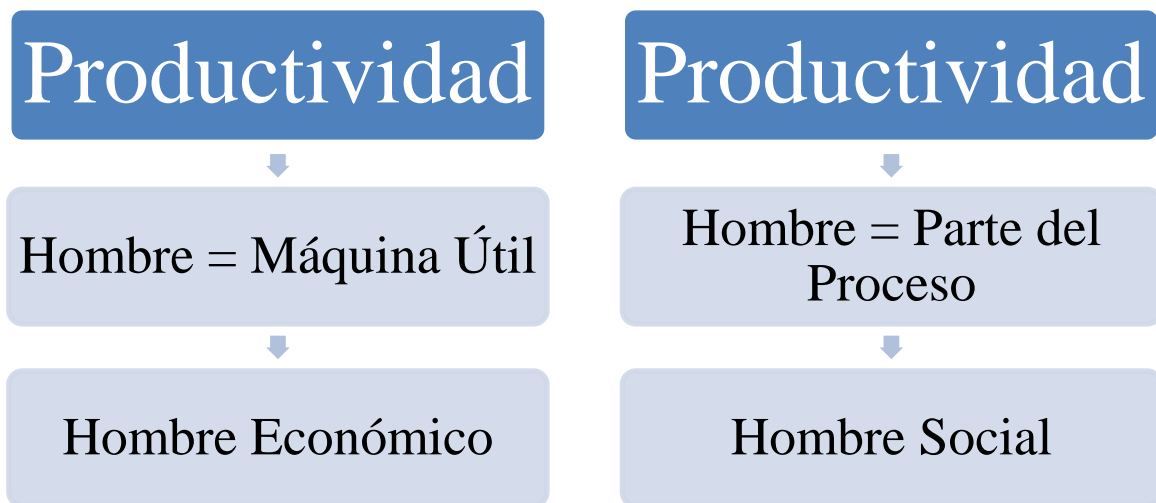 Productividad
Hombre = Máquina Útil
Hombre Económico
Productividad
Hombre = Parte del
Proceso
Hombre Social